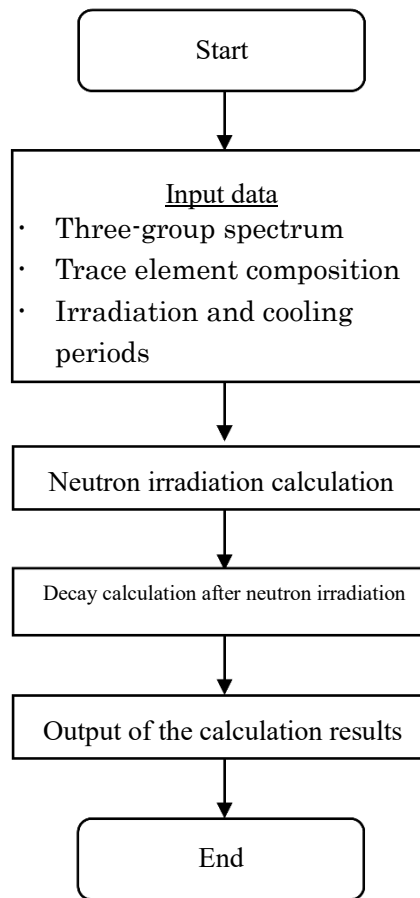 Start
Input data
・ Three-group spectrum
・ Trace element composition
・ Irradiation and cooling
periods
Neutron irradiation calculation
Decay calculation after neutron irradiation
Output of the calculation results
End